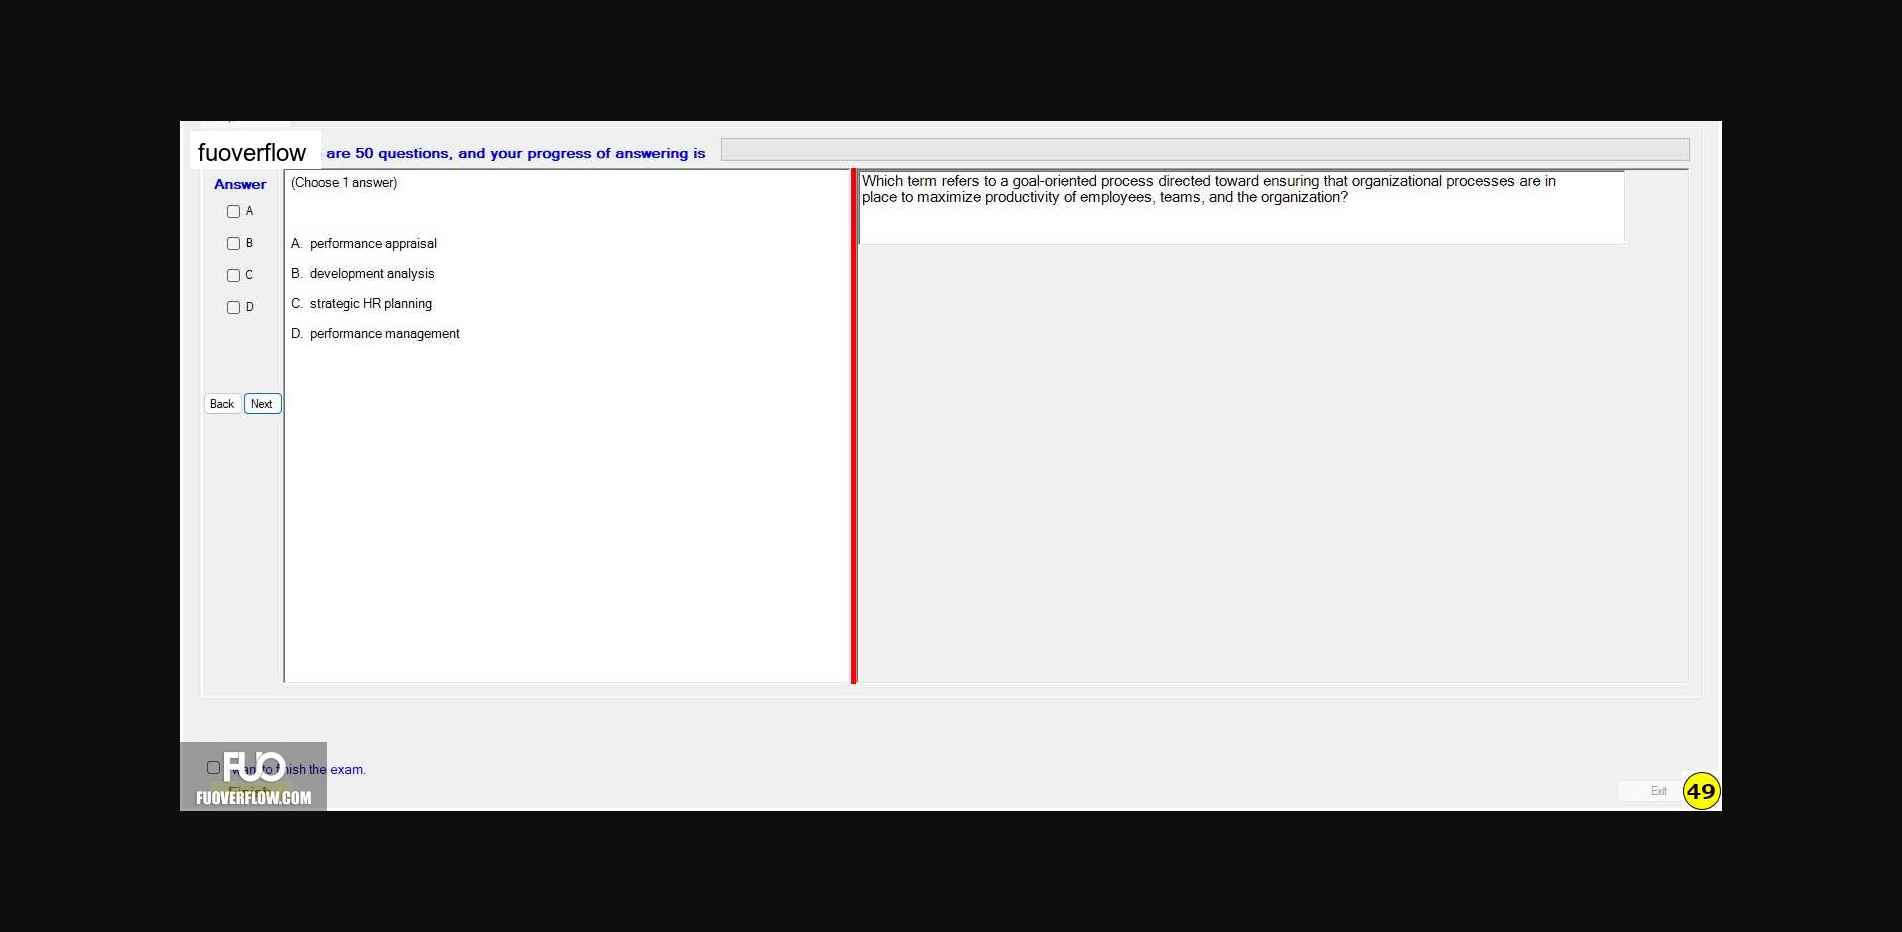 fuoverflow are 50 questions, and your progress of answering is
Answer
A
B
C
D
Back Next
(Choose 1 answer)
A. performance appraisal
B. development analysis
C. strategic HR planning
D. performance management
Which term refers to a goal-oriented process directed toward ensuring that organizational processes are in
place to maximize productivity of employees, teams, and the organization?
want to finish the exam.
Finish
FUO
FUOVERFLOW.COM
Exit
49